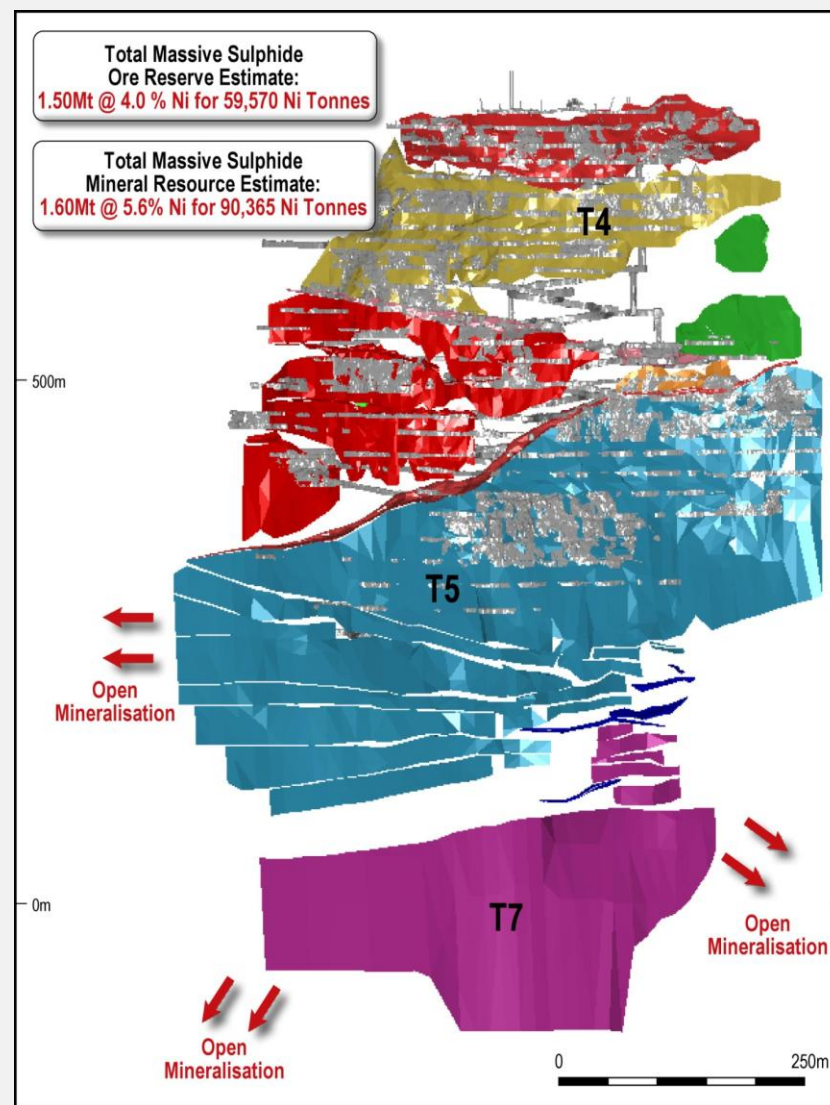 Total Massive Sulphide
Ore Reserve Estimate:
1.50Mt @ 4.0 % Ni for 59,570 Ni Tonnes
Total Massive Sulphide
Mineral Resource Estimate:
1.60Mt @ 5.6% Ni for 90,365 Ni Tonnes
T4
500m
T5
Open
Mineralisation
0m
T7
Open
Mineralisation
Open
Mineralisation
0 250m